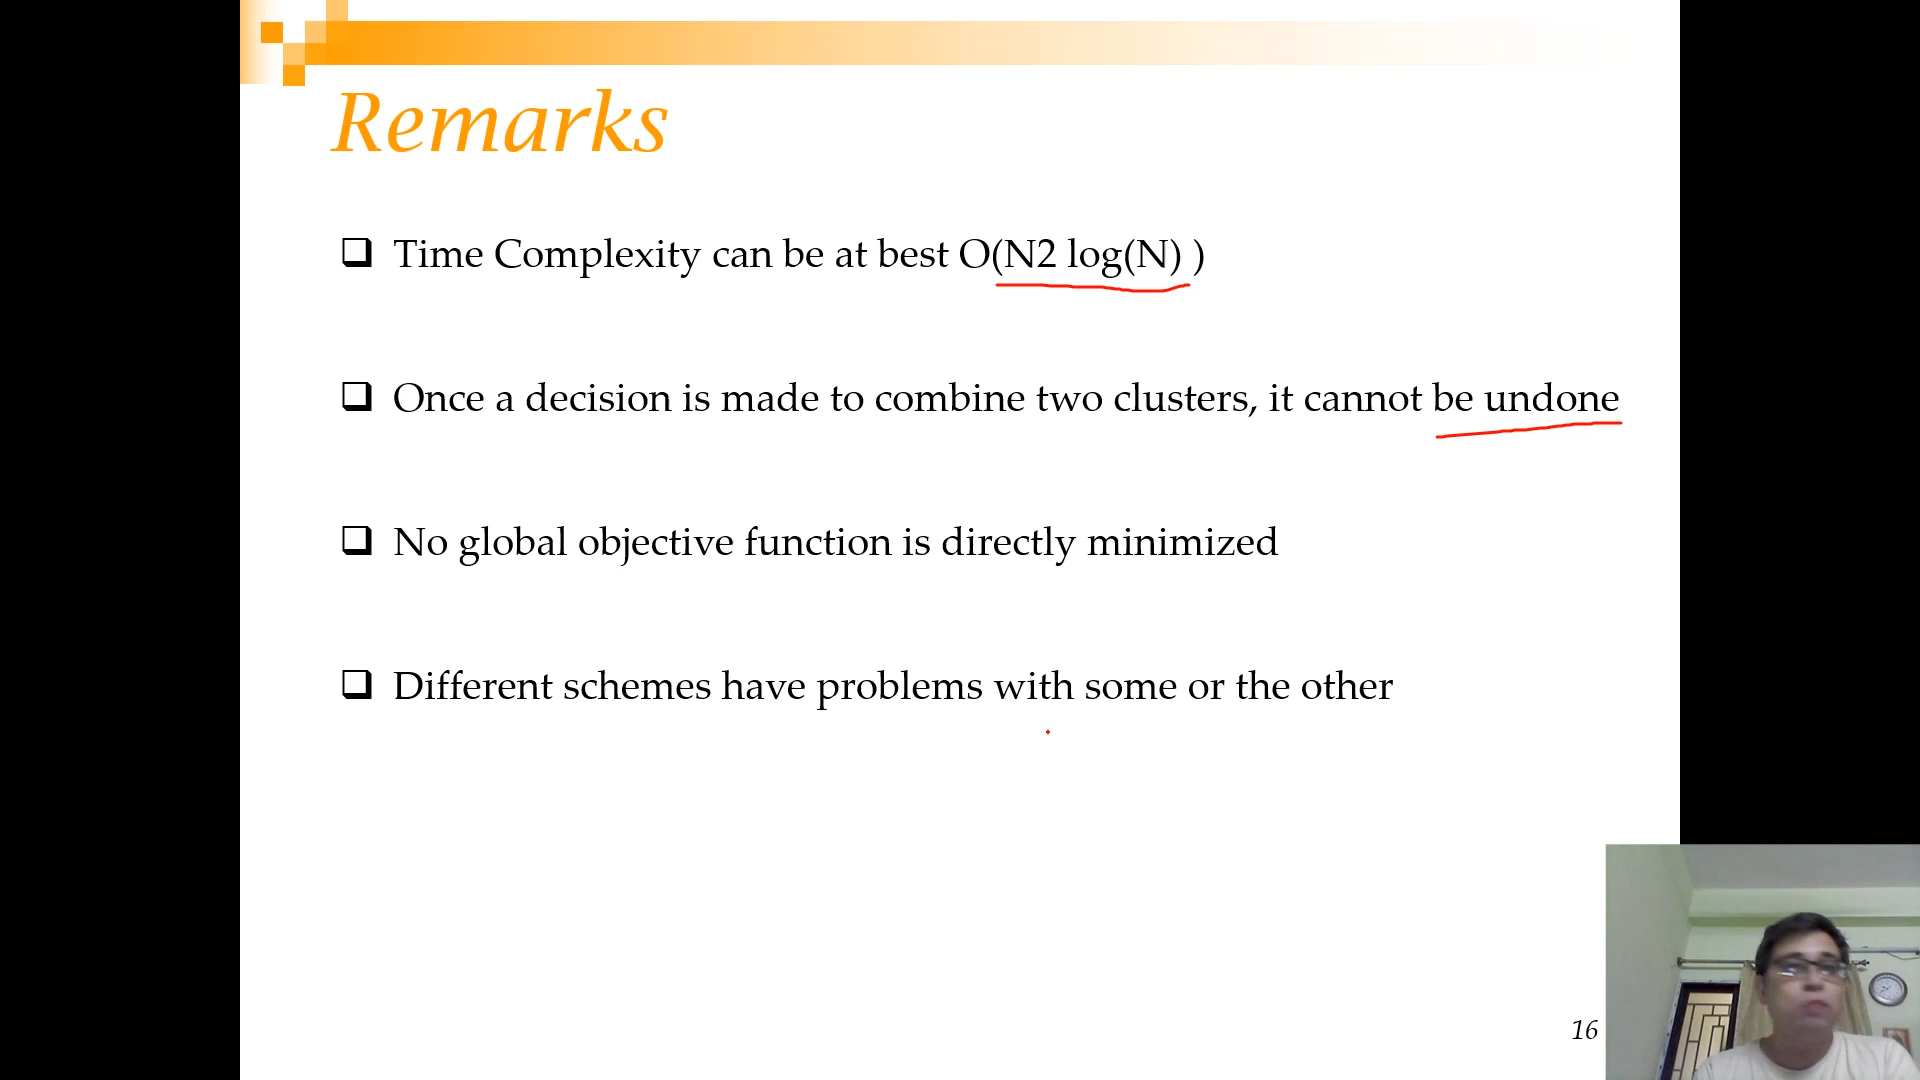 Remarks
Time Complexity can be at best O(N2 log(N) )
Once a decision is made to combine two clusters, it cannot be undone
No global objective function is directly minimized
Different schemes have problems with some or the other
16